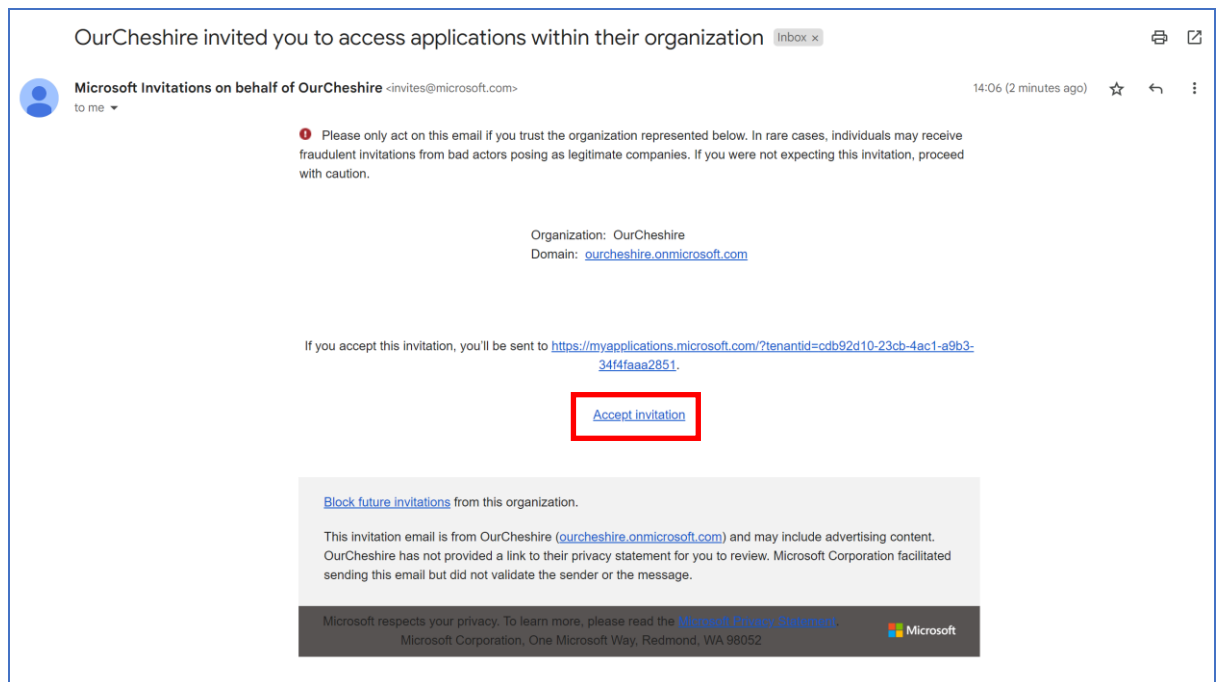 OurCheshire invited you to access applications within their organization Inbox x
Microsoft Invitations on behalf of OurCheshire <invites@microsoft.com> 14:06 (2 minutes ago)
to me
Please only act on this email if you trust the organization represented below. In rare cases, individuals may receive
fraudulent invitations from bad actors posing as legitimate companies. If you were not expecting this invitation, proceed
with caution.
Organization: OurCheshire
Domain: ourcheshire.onmicrosoft.com
If you accept this invitation, you'll be sent to https://myapplications.microsoft.com/?tenantid=cdb92d10-23cb-4ac1-a9b3-
34f4faaa2851.
Accept invitation
Block future invitations from this organization.
This invitation email is from OurCheshire (ourcheshire.onmicrosoft.com) and may include advertising content.
OurCheshire has not provided a link to their privacy statement for you to review. Microsoft Corporation facilitated
sending this email but did not validate the sender or the message.
Microsoft respects your privacy. To learn more, please read the Microsoft Privacy Statement.
Microsoft Corporation, One Microsoft Way, Redmond, WA 98052
Microsoft